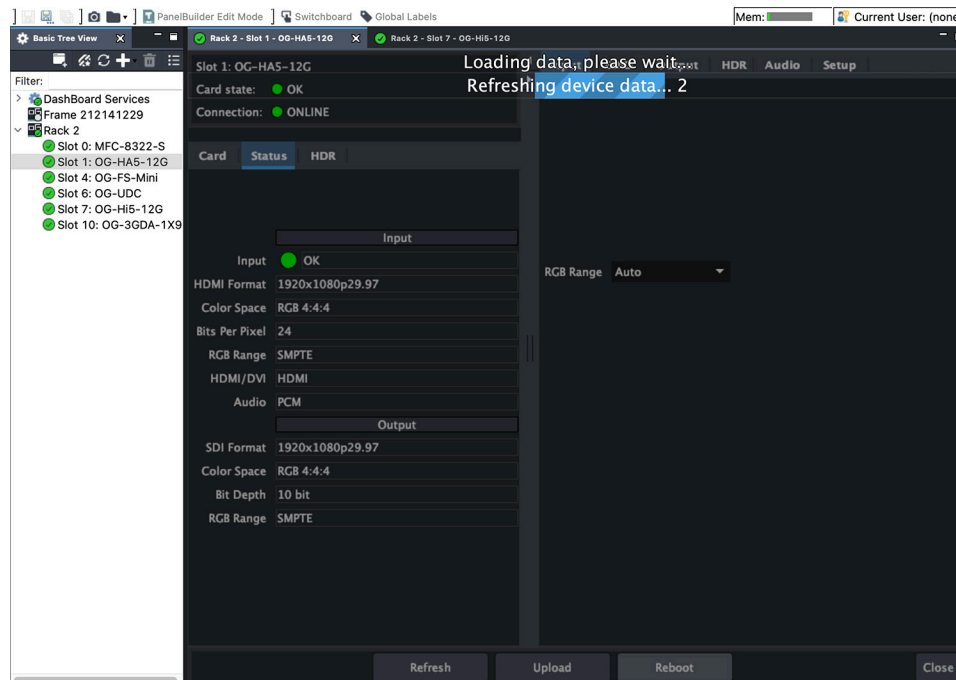 PanelBuilder Edit Mode Switchboard Global Labels
Mem: Current User: (none
Basic Tree View X
Filter:
DashBoard Services
Frame 212141229
Rack 2
Slot 0: MFC-8322-S
Slot 1: OG-HA5-12G
Slot 4: OG-FS-Mini
Slot 6: OG-UDC
Slot 7: OG-Hi5-12G
Slot 10: OG-3GDA-1X9
Rack 2 - Slot 1 - OG-HA5-12G X Rack 2 - Slot 7 - OG-Hi5-12G
Slot 1: OG-HA5-12G
Card state: OK
Connection: ONLINE
Loading data, please wait...
Refreshing device data... 2
HDR Audio Setup
Card Status HDR
Input
Input OK
HDMI Format 1920x1080p29.97
Color Space RGB 4:4:4
Bits Per Pixel 24
RGB Range SMPTE
HDMI/DVI HDMI
Audio PCM
Output
SDI Format 1920x1080p29.97
Color Space RGB 4:4:4
Bit Depth 10 bit
RGB Range SMPTE
RGB Range Auto
Refresh Upload Reboot Close